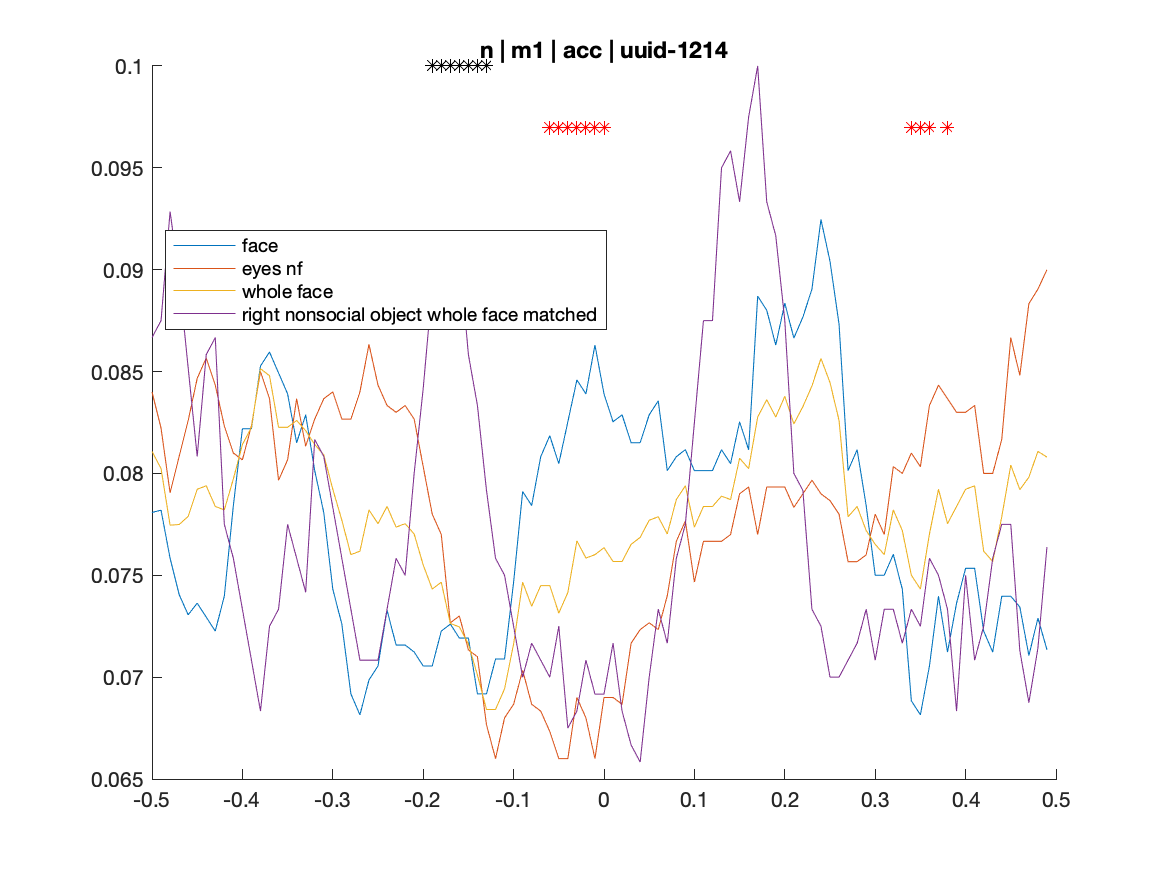 n | m1 | acc | uuid-1214
0.1
0.095
0.09
0.085
0.08
0.075
0.07
0.065
face
eyes nf
whole face
right nonsocial object whole face matched
-0.5 -0.4 -0.3 -0.2 -0.1 0 0.1 0.2 0.3 0.4 0.5